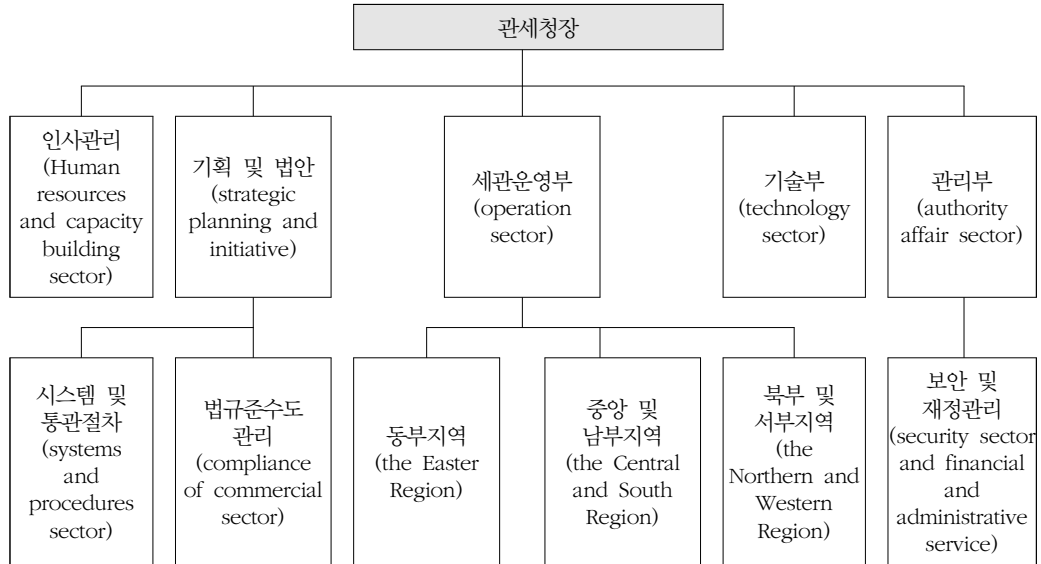 관세청장
인사관리
(Human
resources
and capacity
building
sector)
기획 및 법안
(strategic
planning and
initiative)
세관운영부
(operation
sector)
기술부
(technology
sector)
관리부
(authority
affair sector)
시스템 및
통관절차
(systems
and
procedures
sector)
법규준수도
관리
(compliance
of commercial
sector)
동부지역
(the Easter
Region)
중앙 및
남부지역
(the Central
and South
Region)
북부 및
서부지역
(the
Northern and
Western
Region)
보안 및
재정관리
(security sector
and financial
and
administrative
service)